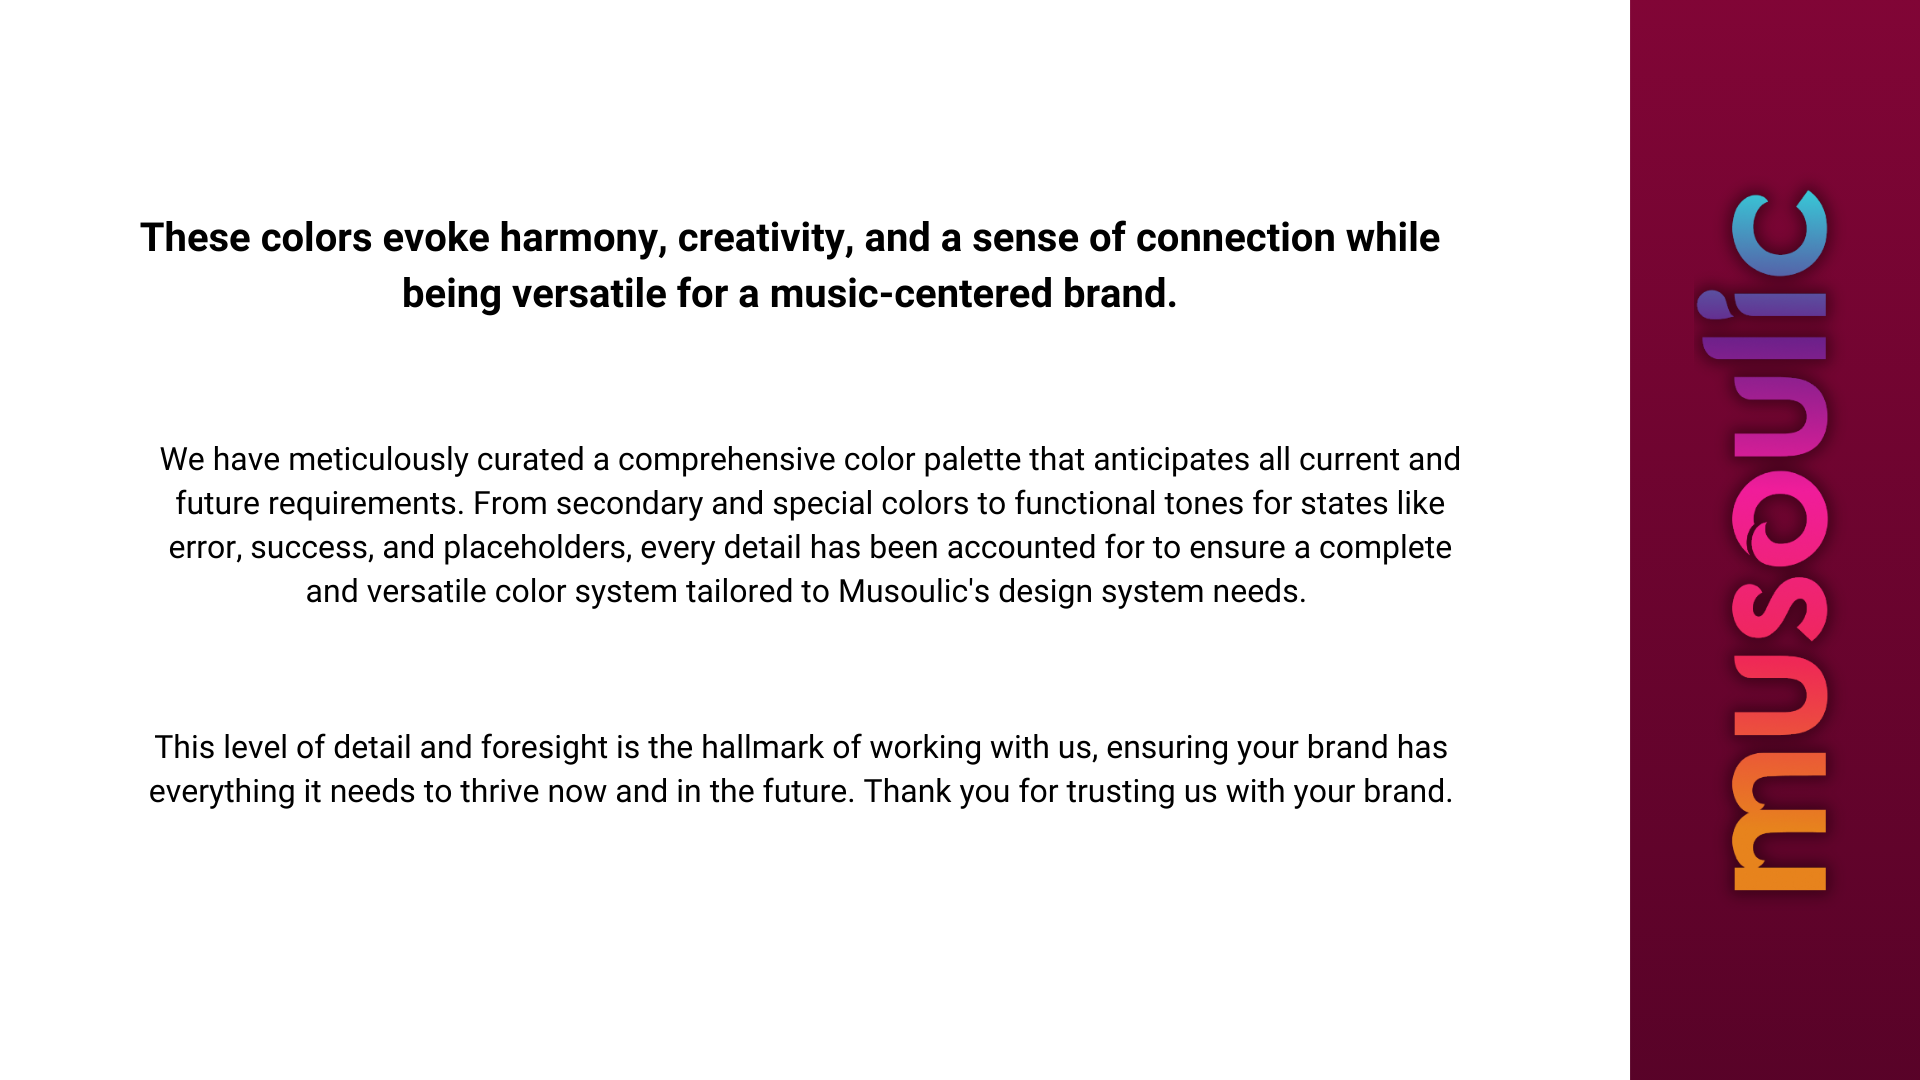 These colors evoke harmony, creativity, and a sense of connection while
being versatile for a music-centered brand.
We have meticulously curated a comprehensive color palette that anticipates all current and
future requirements. From secondary and special colors to functional tones for states like
error, success, and placeholders, every detail has been accounted for to ensure a complete
and versatile color system tailored to Musoulic's design system needs.
This level of detail and foresight is the hallmark of working with us, ensuring your brand has
everything it needs to thrive now and in the future. Thank you for trusting us with your brand.
musoulic